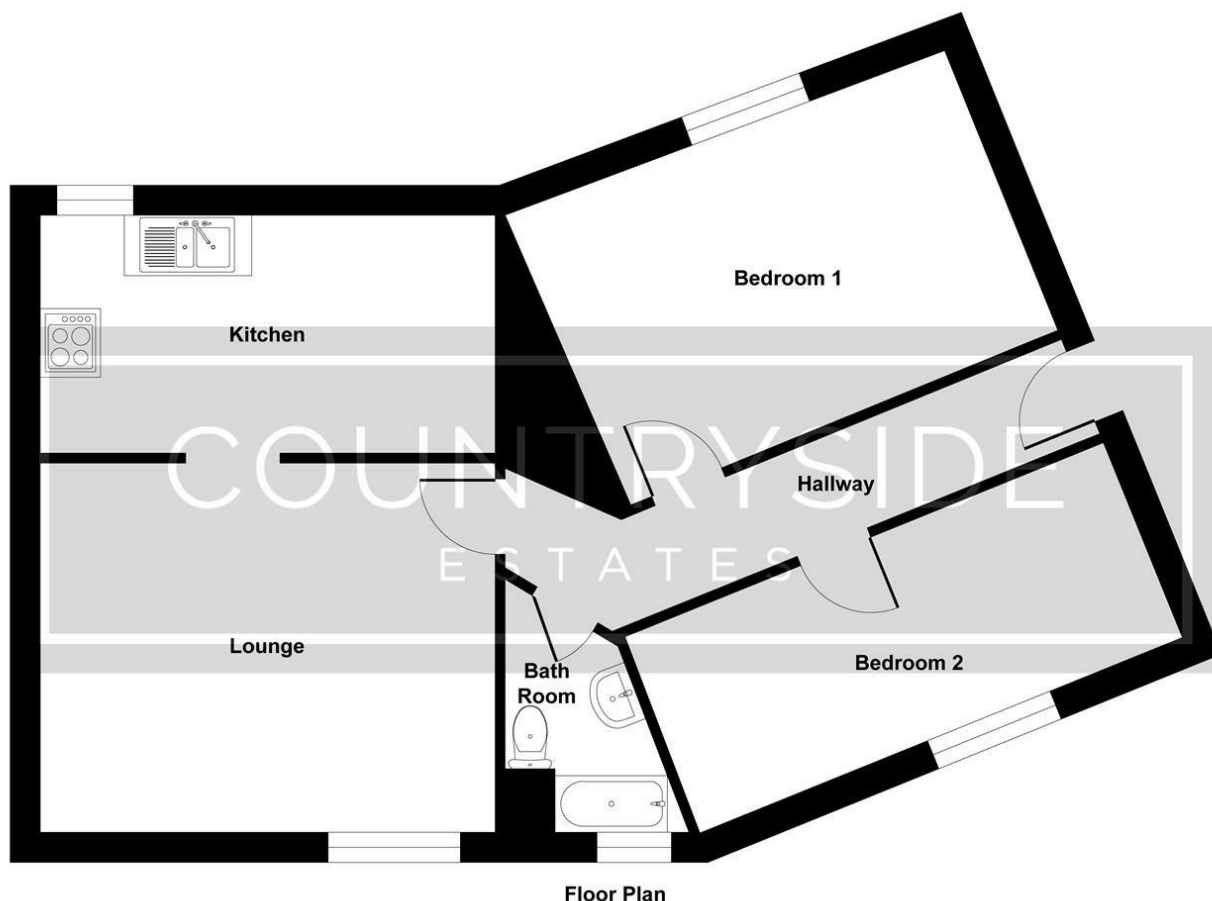 Bedroom 1
Kitchen
COUNTRYSIDE
ESTATES
Hallway
Lounge
Bath
Room
Bedroom 2
Floor Plan